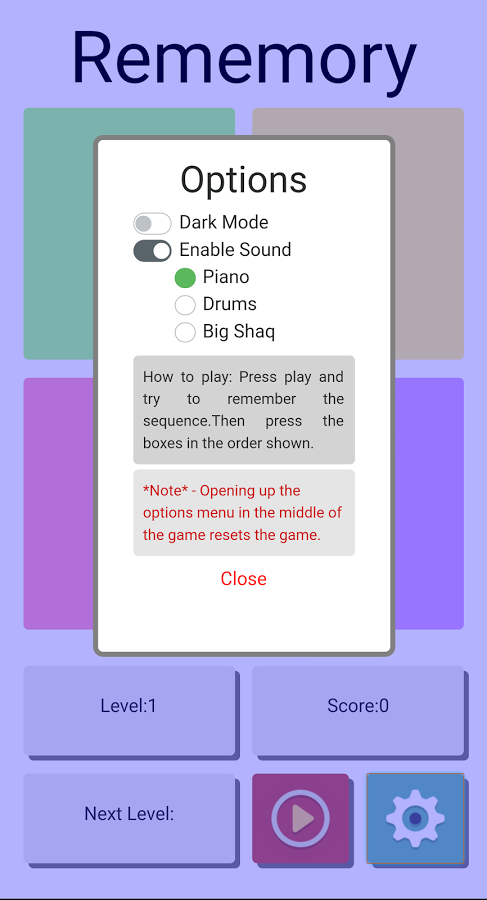 Rememory
Options
Dark Mode
Enable Sound
Piano
Drums
Big Shaq
How to play: Press play and
try to remember the
sequence.Then press the
boxes in the order shown.
*Note* - Opening up the
options menu in the middle of
the game resets the game.
Close
Level:1
Score:0
Next Level: